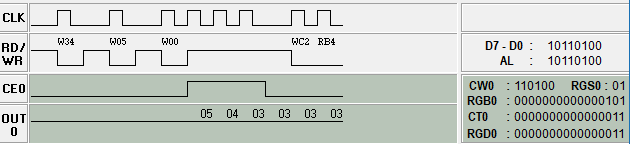 CLK
RD/
WR
W34 W05 W00 WC2 RB4
CE0
OUT
0
05 04 03 03 03 03
D7 - D0 : 10110100
AL : 10110100
CW0 : 110100 RGS0 : 01
RGB0 : 0000000000000101
CT0 : 0000000000000011
RGD0 : 0000000000000011